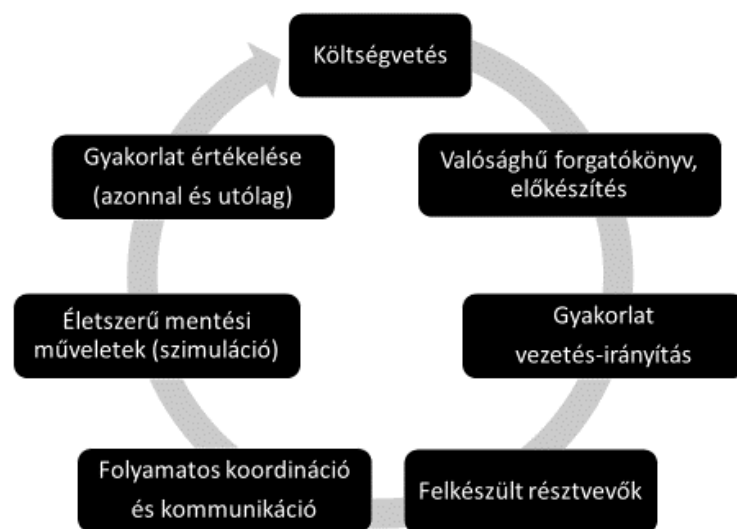 Költségvetés
Valósághű forgatókönyv,
előkészítés
Gyakorlat
vezetés-irányítás
Felkészült résztvevők
Folyamatos koordináció
és kommunikáció
Életszerű mentési
műveletek (szimuláció)
Gyakorlat értékelése
(azonnal és utólag)